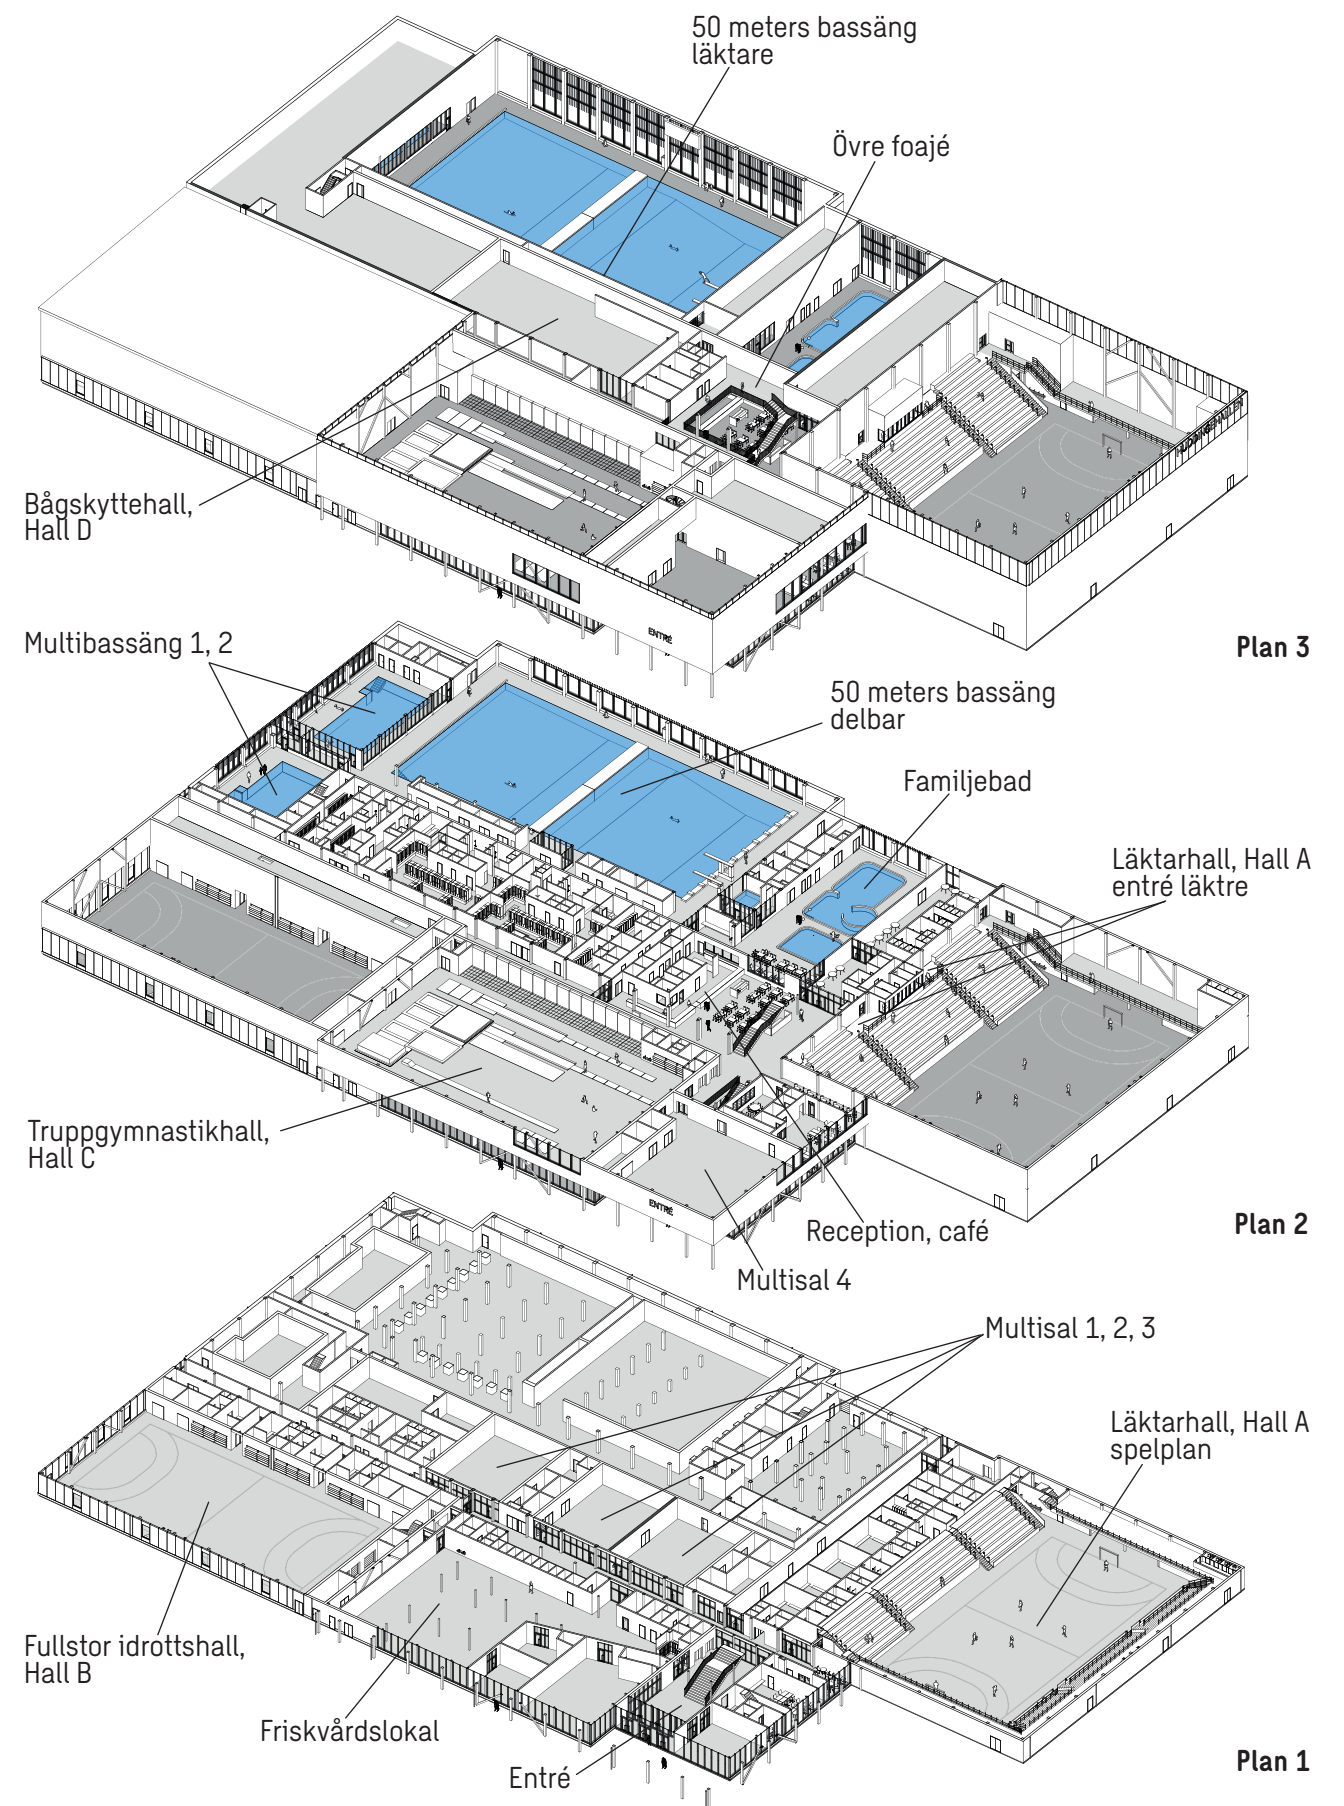 50 meters bassäng
läktare
Övre foajé
Bågskyttehall,
Hall D
ENTRÉ
Plan 3
Multibassäng 1, 2
50 meters bassäng
delbar
Familjebad
Läktarhall, Hall A
entré läktre
Truppgymnastikhall,
Hall C
ENTRÉ
Reception, café
Multisal 4
Plan 2
Multisal 1, 2, 3
Läktarhall, Hall A
spelplan
Fullstor idrottshall,
Hall B
Friskvårdslokal
Entré
Plan 1